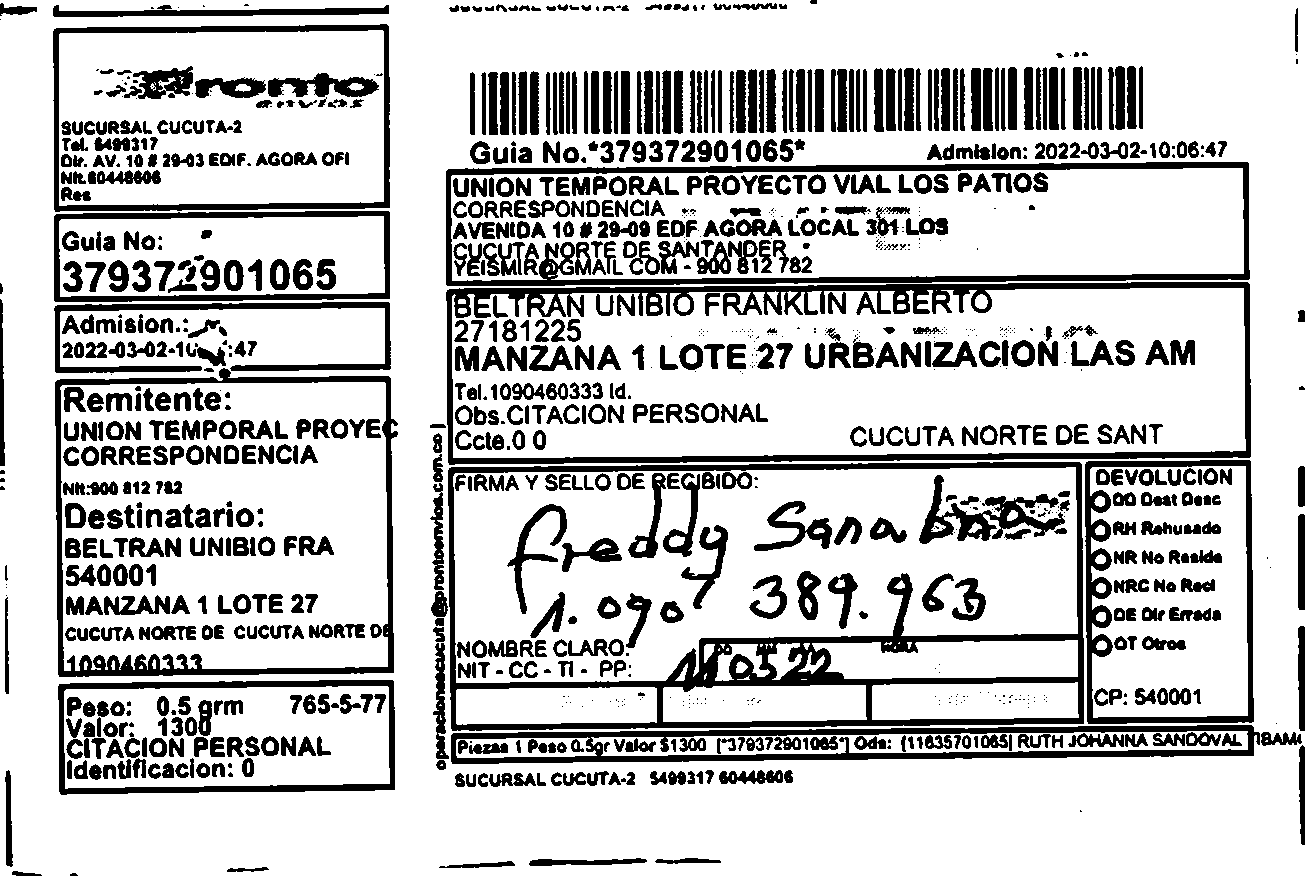 SUCURSAL CUCUTA-2 5499317 60448606
Pronto
envios
SUCURSAL CUCUTA-2
Tel. 5499317
Dir. AV. 10 # 29-03 EDIF. AGORA OFI
Nit.60448606
Res
Guia No:
379372901065
Admision.:
2022-03-02-10:06:47
Remitente:
UNION TEMPORAL PROYEC
CORRESPONDENCIA
Nit:900 812 782
Destinatario:
BELTRAN UNIBIO FRA
540001
MANZANA 1 LOTE 27
CUCUTA NORTE DE CUCUTA NORTE DE
1090460333
Peso: 0.5 grm 765-5-77
Valor: 1300
CITACION PERSONAL
Identificacion: 0
Guia No.*379372901065* Admision: 2022-03-02-10:06:47
UNION TEMPORAL PROYECTO VIAL LOS PATIOS
CORRESPONDENCIA
AVENIDA 10 # 29-09 EDF AGORA LOCAL 301 LOS
CUCUTA NORTE DE SANTANDER
YEISMIR@GMAIL COM - 900 812 782
BELTRAN UNIBIO FRANKLIN ALBERTO
27181225
MANZANA 1 LOTE 27 URBANIZACION LAS AM
Tel.1090460333 Id.
Obs.CITACION PERSONAL
Ccte.0 0 CUCUTA NORTE DE SANT
operacionescucuta@prontoenvios.com.co
FIRMA Y SELLO DE RECIBIDO:
freddy Sanabria
1.090 389.963
NOMBRE CLARO:
NIT - CC - TI - PP:
DD MM AA HORA
110322
DEVOLUCION
DD Dest Desc
RH Rehusado
NR No Reside
NRC No Recl
DE Dir Errada
OT Otros
CP: 540001
Piezas 1 Peso 0.5gr Valor $1300 [*379372901065*] Ods: [11635701065] RUTH JOHANNA SANDOVAL
SUCURSAL CUCUTA-2 5499317 60448606